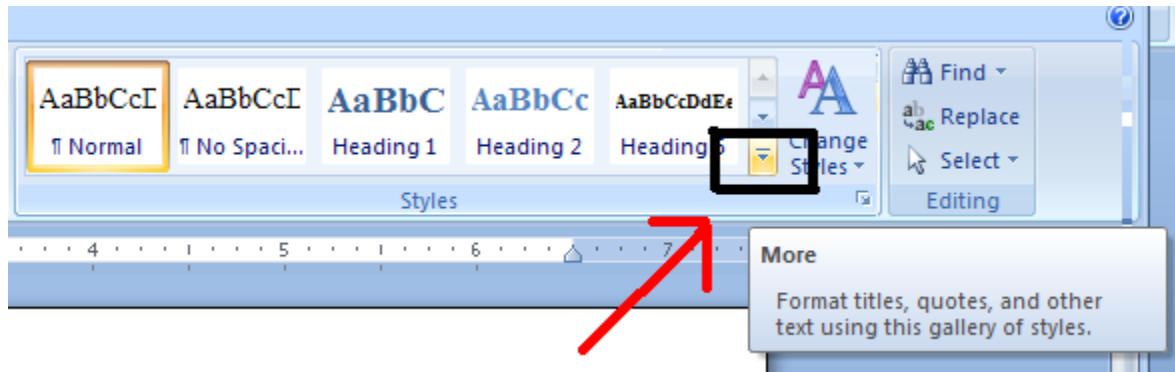 AaBbCcI AaBbCcI AaBbC AaBbCc AaBbCcDdEe
¶ Normal ¶ No Spaci... Heading 1 Heading 2 Heading
Change
Styles
Styles
Find
Replace
Select
Editing
4 5 6 7
More
Format titles, quotes, and other
text using this gallery of styles.